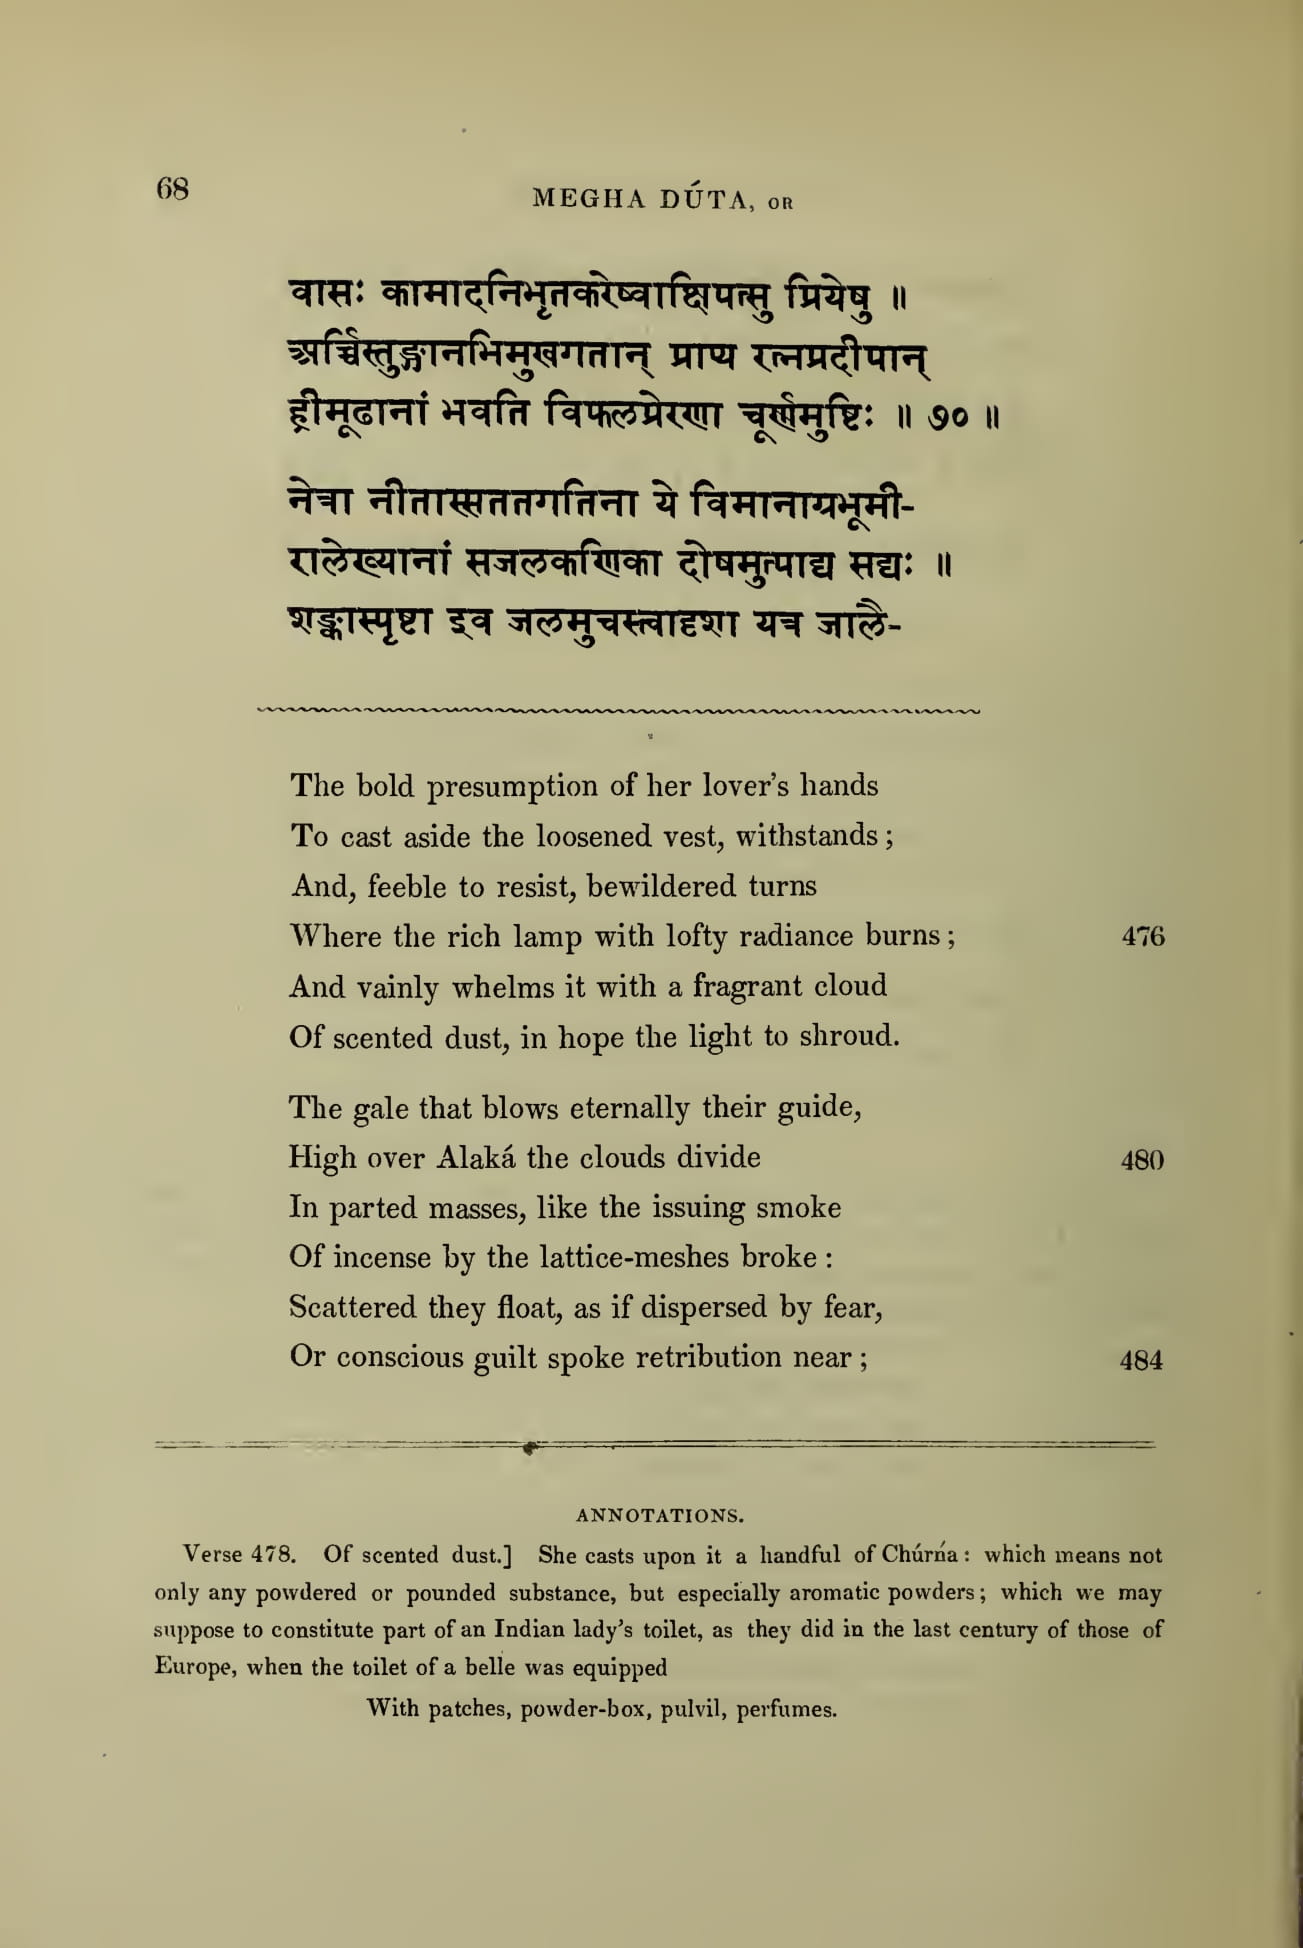 68
MEGHA DÚTA, OR
वासः कामादनिभृतकरेष्वाक्षिपत्सु प्रियेषु ॥
अर्च्चिस्तुङ्गानभिमुखगतान् प्राप्य रत्नप्रदीपान्
ह्रीमूढानां भवति विफलप्रेरणा चूर्णमुष्टिः ॥ ७० ॥
नेत्रा नीतास्सततगतिना ये विमानाग्रभूमी-
रालेख्यानां सजलकणिका दोषमुत्पाद्य सद्यः ॥
शङ्कास्पृष्टा इव जलमुचस्त्वादृशा यत्र जालै-
The bold presumption of her lover's hands
To cast aside the loosened vest, withstands ;
And, feeble to resist, bewildered turns
Where the rich lamp with lofty radiance burns ; 476
And vainly whelms it with a fragrant cloud
Of scented dust, in hope the light to shroud.
The gale that blows eternally their guide,
High over Alaká the clouds divide 480
In parted masses, like the issuing smoke
Of incense by the lattice-meshes broke :
Scattered they float, as if dispersed by fear,
Or conscious guilt spoke retribution near ; 484
ANNOTATIONS.
Verse 478. Of scented dust.] She casts upon it a handful of Chúrńa : which means not
only any powdered or pounded substance, but especially aromatic powders ; which we may
suppose to constitute part of an Indian lady's toilet, as they did in the last century of those of
Europe, when the toilet of a belle was equipped
With patches, powder-box, pulvil, perfumes.